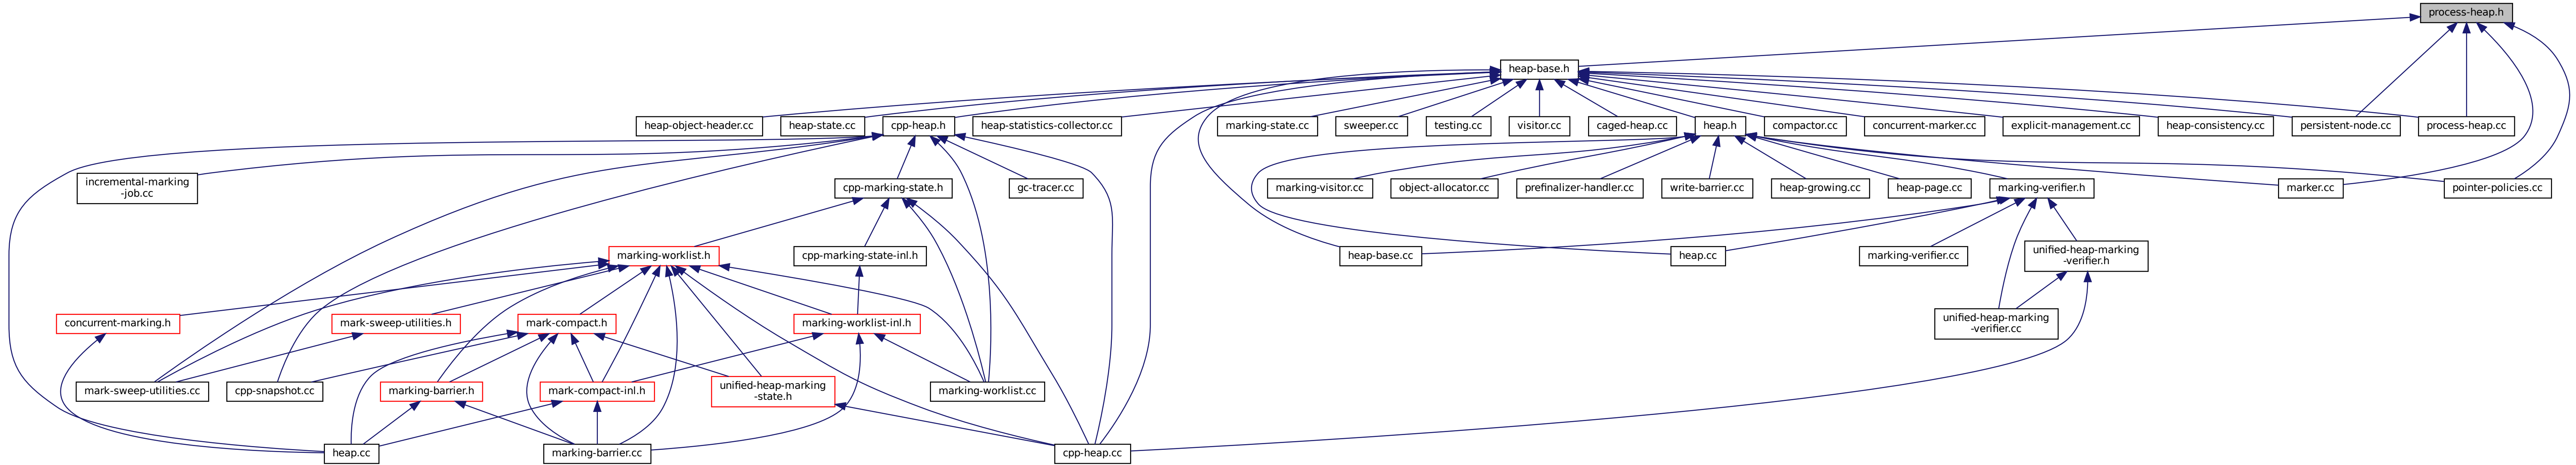 process-heap.h
heap-base.h
heap-object-header.cc
heap-state.cc
cpp-heap.h
heap-statistics-collector.cc
marking-state.cc
sweeper.cc
testing.cc
visitor.cc
caged-heap.cc
heap.h
compactor.cc
concurrent-marker.cc
explicit-management.cc
heap-consistency.cc
persistent-node.cc
process-heap.cc
incremental-marking
-job.cc
cpp-marking-state.h
gc-tracer.cc
marking-visitor.cc
object-allocator.cc
prefinalizer-handler.cc
write-barrier.cc
heap-growing.cc
heap-page.cc
marking-verifier.h
marker.cc
pointer-policies.cc
marking-worklist.h
cpp-marking-state-inl.h
heap-base.cc
heap.cc
marking-verifier.cc
unified-heap-marking
-verifier.h
concurrent-marking.h
mark-sweep-utilities.h
mark-compact.h
marking-worklist-inl.h
unified-heap-marking
-verifier.cc
mark-sweep-utilities.cc
cpp-snapshot.cc
marking-barrier.h
mark-compact-inl.h
unified-heap-marking
-state.h
marking-worklist.cc
heap.cc
marking-barrier.cc
cpp-heap.cc